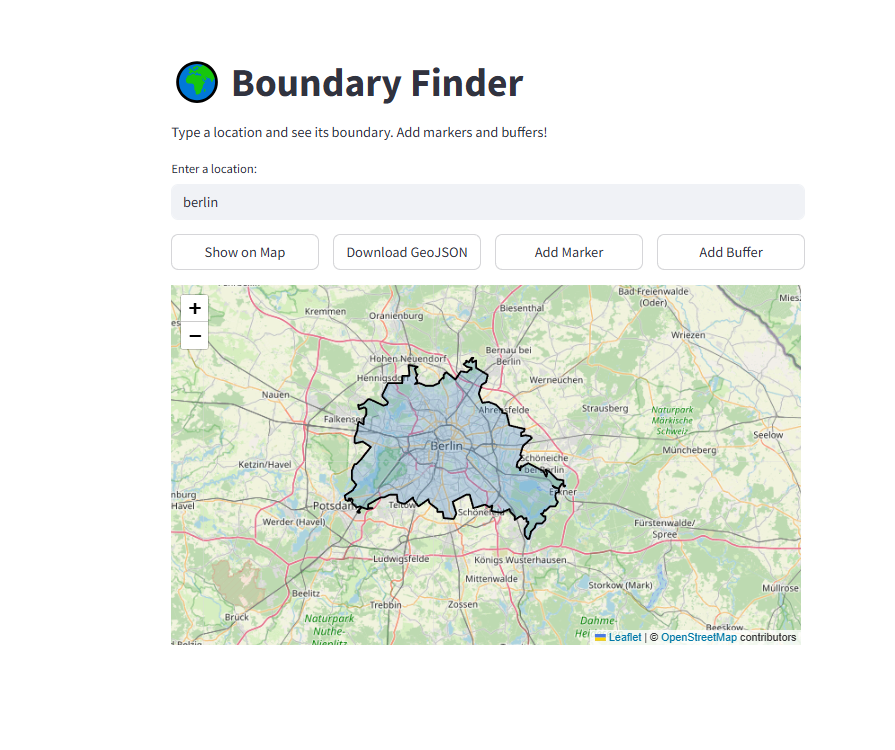 Boundary Finder
Type a location and see its boundary. Add markers and buffers!
Enter a location:
berlin
Show on Map
Download GeoJSON
Add Marker
Add Buffer
+
−
Bad Freienwalde
(Oder)
Kremmen
Oranienburg
Biesenthal
Wriezen
Hohen Neuendorf
Bernau bei
Berlin
Hennigsdorf
Werneuchen
Nauen
Ahrensfelde
Strausberg
Naturpark
Märkische
Schweiz
Falkensee
Seelow
Berlin
Müncheberg
Ketzin/Havel
Schöneiche
bei Berlin
Erkner
Havel
Potsdam
Teltow
Schönefeld
Werder (Havel)
Fürstenwalde/
Spree
Ludwigsfelde
Königs Wusterhausen
Mittenwalde
Storkow (Mark)
Müllrose
Beelitz
Trebbin
Zossen
Brück
Naturpark
Nuthe-
Nieplitz
Dahme-
Beeskow
Leaflet | © OpenStreetMap contributors